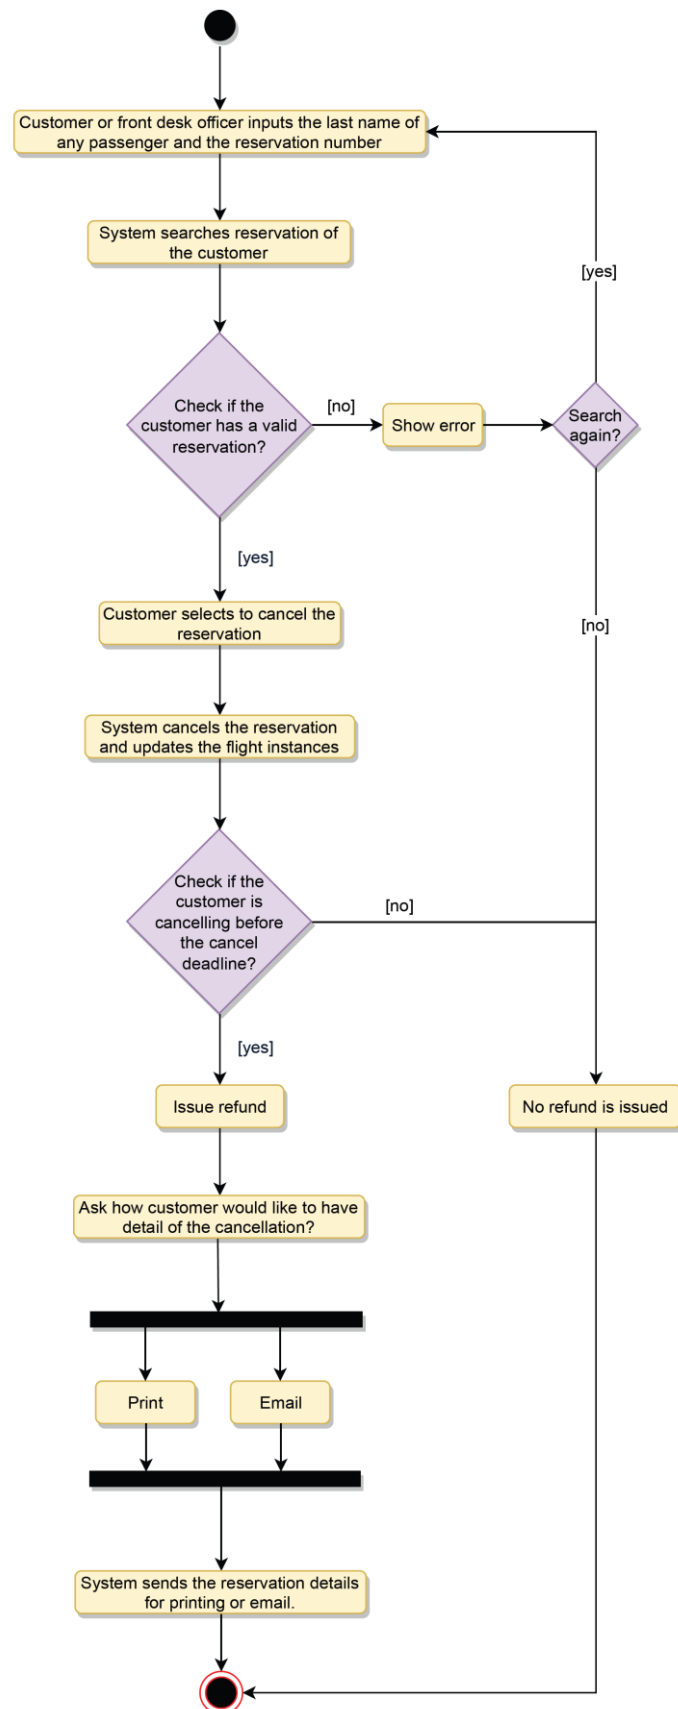 Customer or front desk officer inputs the last name of
any passenger and the reservation number
System searches reservation of
the customer
[yes]
Check if the
customer has a valid
reservation?
[no]
Show error
Search
again?
[yes]
Customer selects to cancel the
reservation
[no]
System cancels the reservation
and updates the flight instances
Check if the
customer is
cancelling before
the cancel
deadline?
[no]
[yes]
Issue refund
No refund is issued
Ask how customer would like to have
detail of the cancellation?
Print
Email
System sends the reservation details
for printing or email.